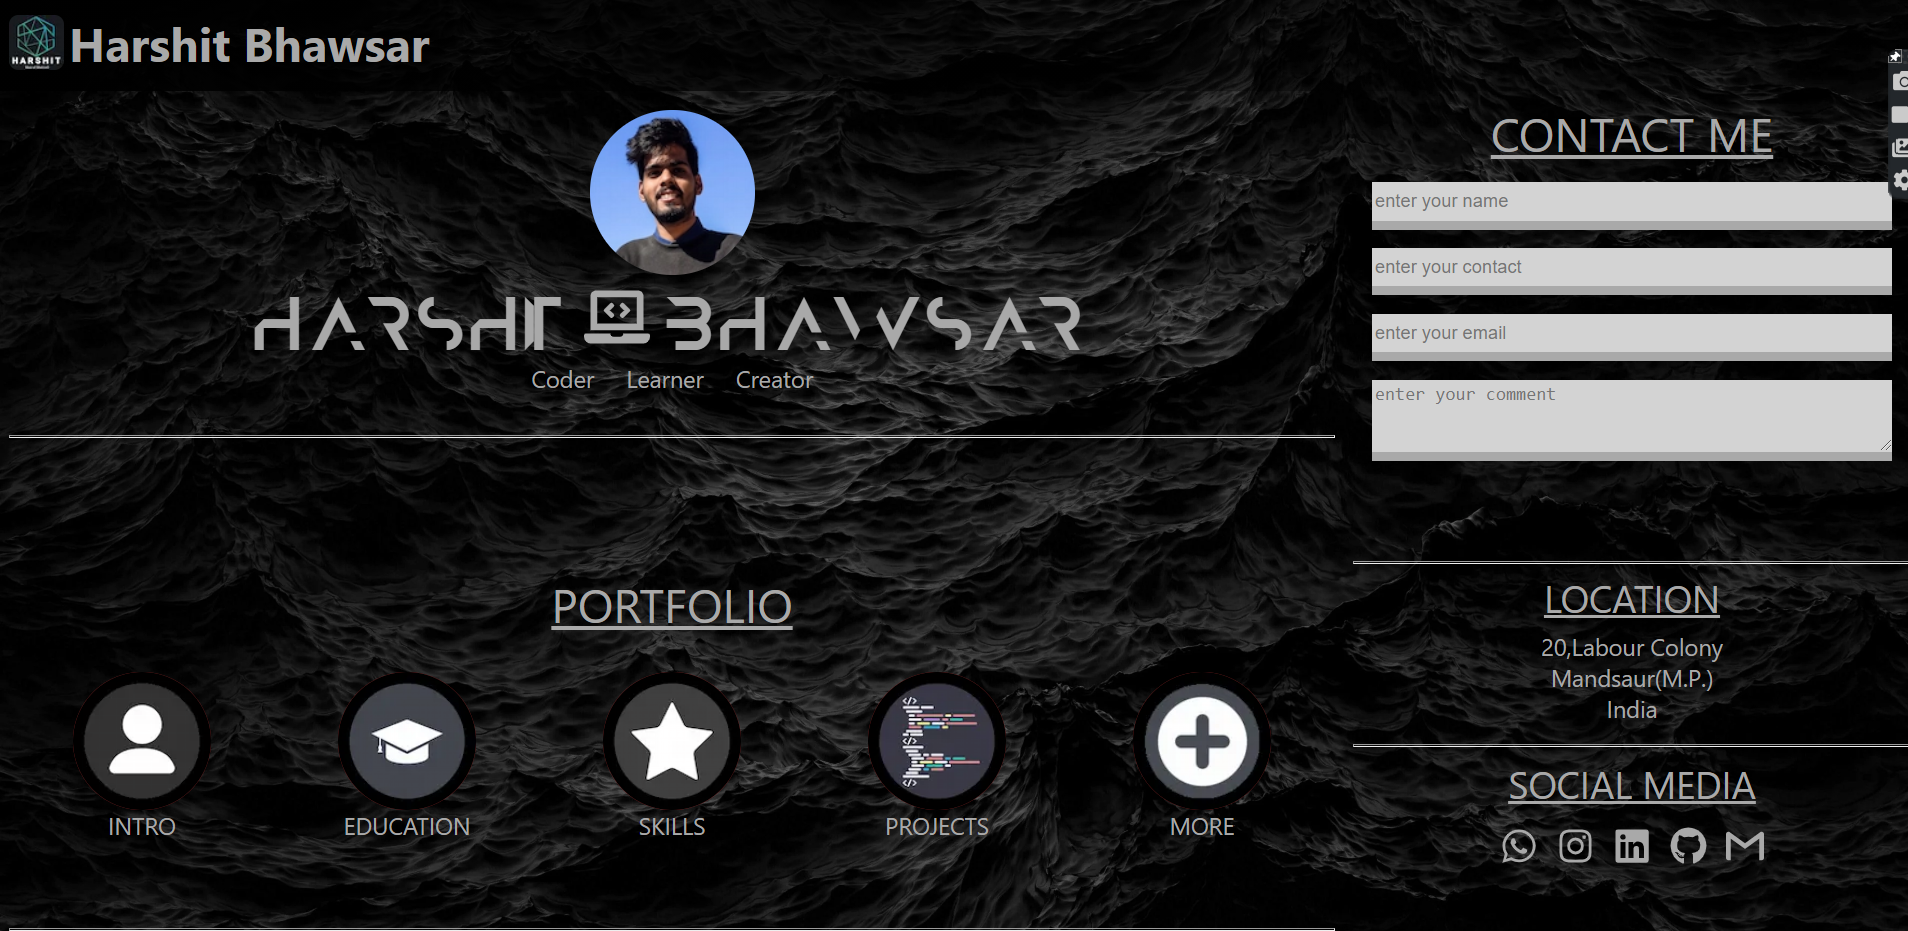 HARSHIT
Harshit Bhawsar
HARSHIT BHAWSAR
Coder Learner Creator
PORTFOLIO
INTRO EDUCATION SKILLS PROJECTS MORE
CONTACT ME
enter your name
enter your contact
enter your email
enter your comment
LOCATION
20,Labour Colony
Mandsaur(M.P.)
India
SOCIAL MEDIA